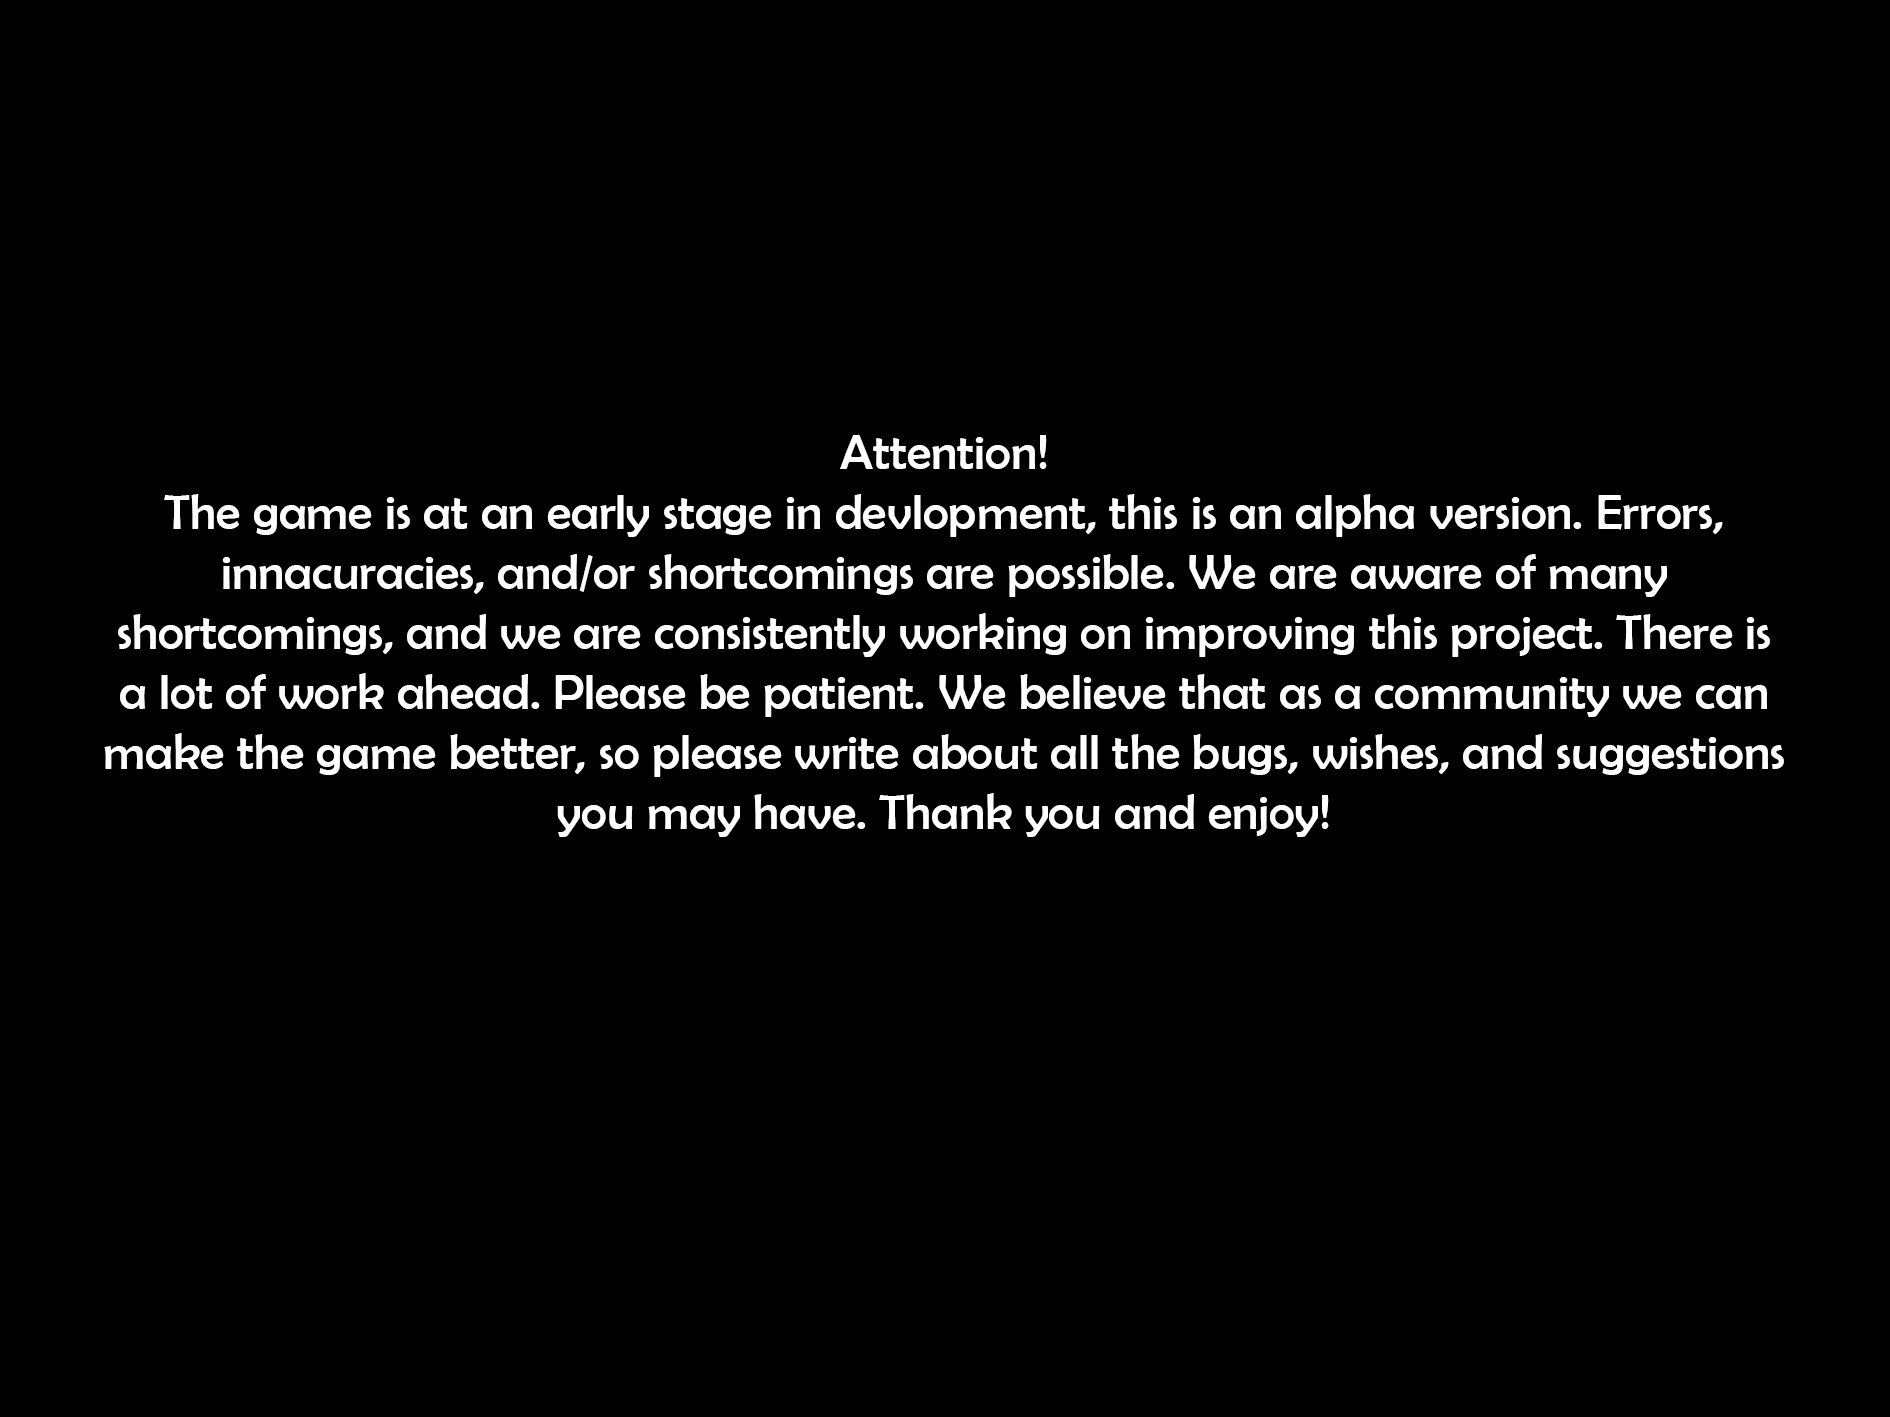 Attention!
The game is at an early stage in devlopment, this is an alpha version. Errors,
innacuracies, and/or shortcomings are possible. We are aware of many
shortcomings, and we are consistently working on improving this project. There is
a lot of work ahead. Please be patient. We believe that as a community we can
make the game better, so please write about all the bugs, wishes, and suggestions
you may have. Thank you and enjoy!